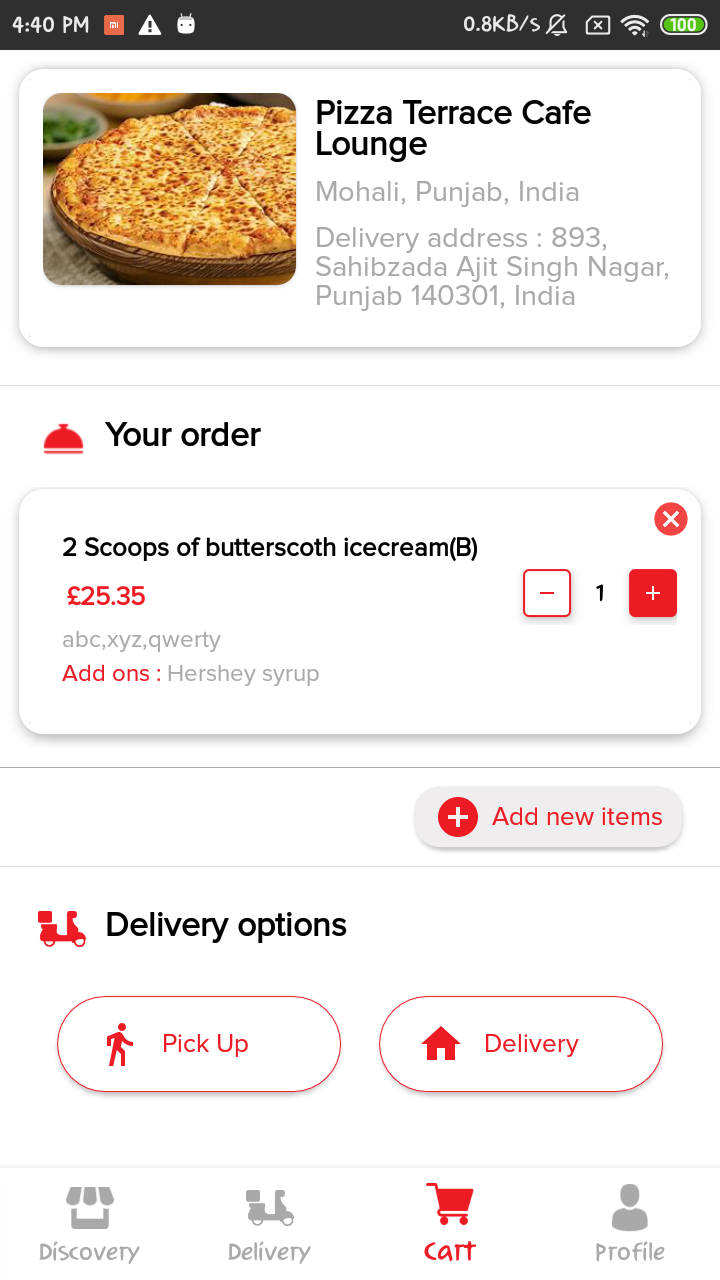 4:40 PM
0.8KB/s
100
Pizza Terrace Cafe
Lounge
Mohali, Punjab, India
Delivery address : 893,
Sahibzada Ajit Singh Nagar,
Punjab 140301, India
Your order
2 Scoops of butterscoth icecream(B)
£25.35
− 1 +
abc,xyz,qwerty
Add ons : Hershey syrup
Add new items
Delivery options
Pick Up
Delivery
Discovery
Delivery
Cart
Profile